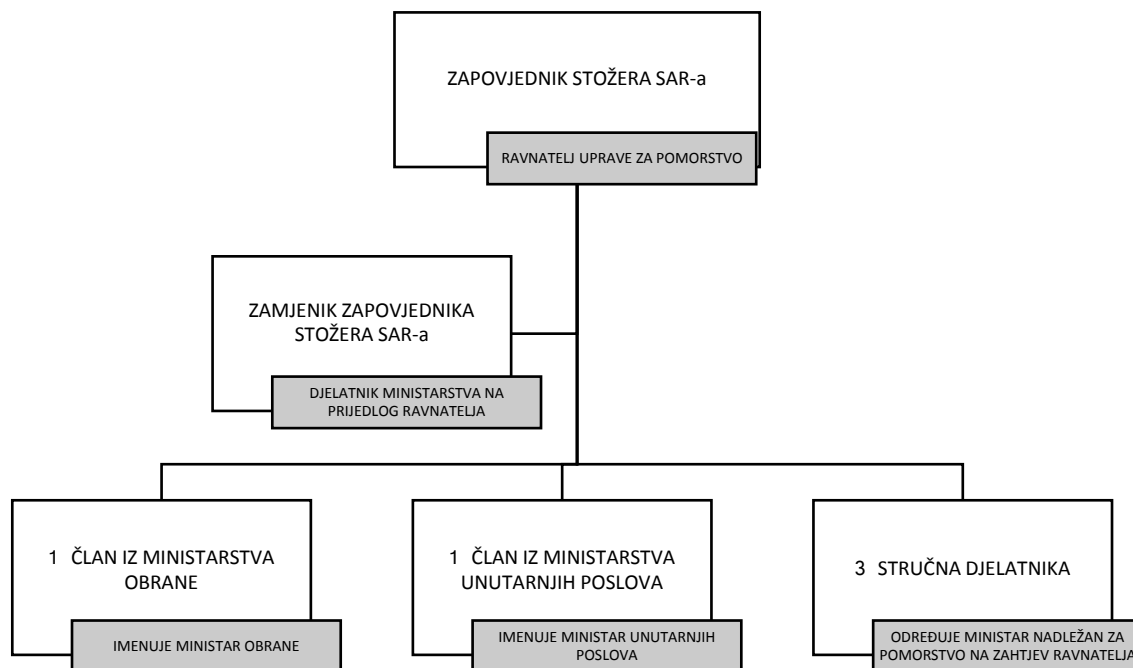 ZAPOVJEDNIK STOŽERA SAR-a
RAVNATELJ UPRAVE ZA POMORSTVO
ZAMJENIK ZAPOVJEDNIKA
STOŽERA SAR-a
DJELATNIK MINISTARSTVA NA
PRIJEDLOG RAVNATELJA
1 ČLAN IZ MINISTARSTVA
OBRANE
IMENUJE MINISTAR OBRANE
1 ČLAN IZ MINISTARSTVA
UNUTARNJIH POSLOVA
IMENUJE MINISTAR UNUTARNJIH
POSLOVA
3 STRUČNA DJELATNIKA
ODREĐUJE MINISTAR NADLEŽAN ZA
POMORSTVO NA ZAHTJEV RAVNATELJA